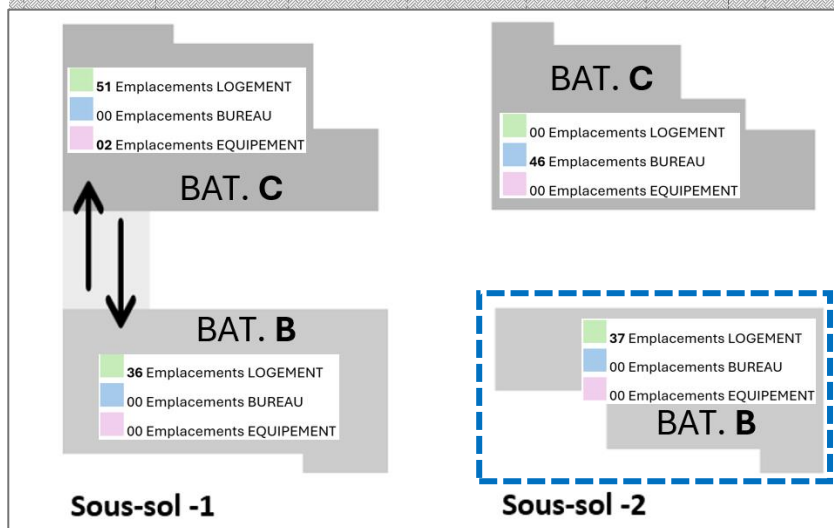 51 Emplacements LOGEMENT
00 Emplacements BUREAU
02 Emplacements EQUIPEMENT
BAT. C
BAT. B
36 Emplacements LOGEMENT
00 Emplacements BUREAU
00 Emplacements EQUIPEMENT
Sous-sol -1
BAT. C
00 Emplacements LOGEMENT
46 Emplacements BUREAU
00 Emplacements EQUIPEMENT
37 Emplacements LOGEMENT
00 Emplacements BUREAU
00 Emplacements EQUIPEMENT
BAT. B
Sous-sol -2